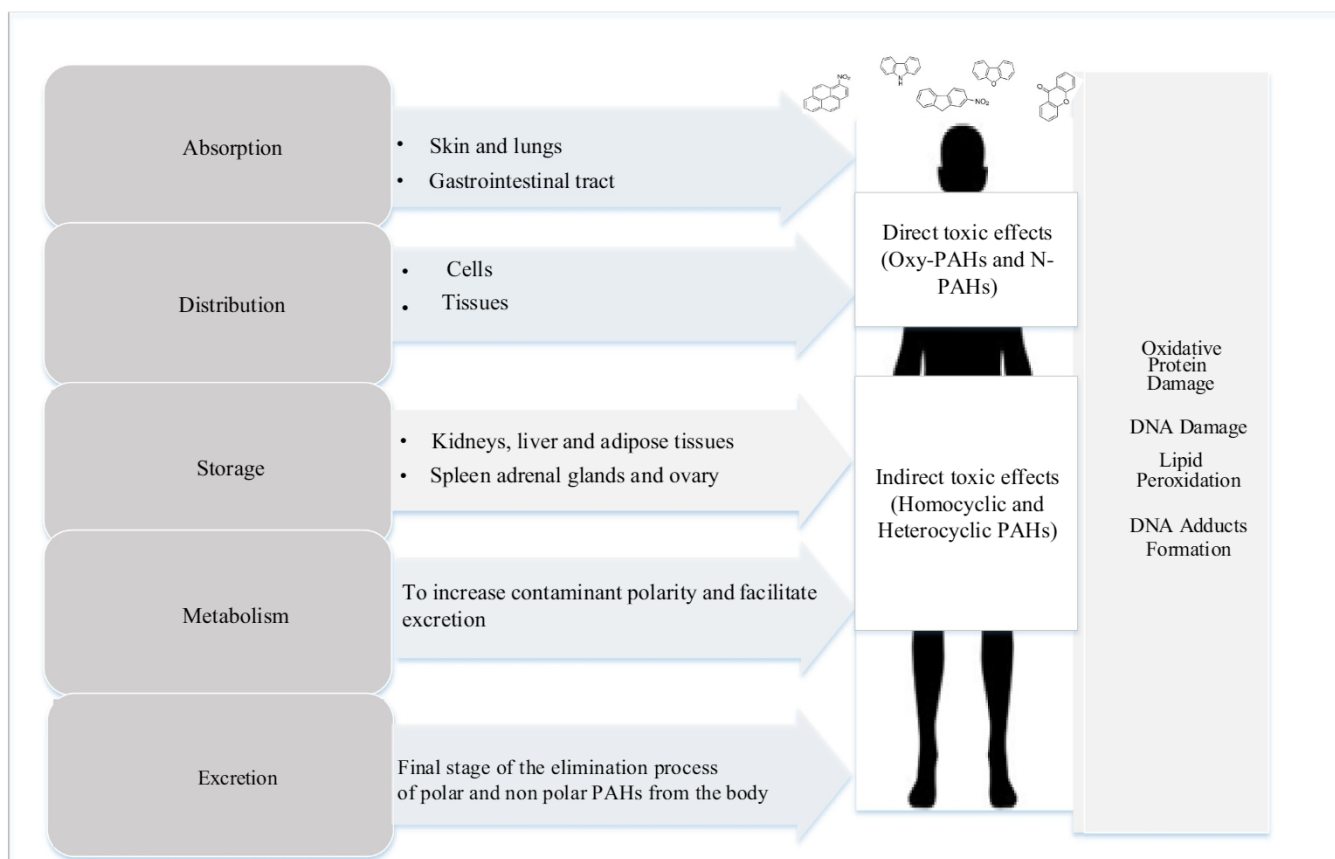 Absorption
• Skin and lungs
• Gastrointestinal tract
Distribution
• Cells
• Tissues
Storage
• Kidneys, liver and adipose tissues
• Spleen adrenal glands and ovary
Metabolism
To increase contaminant polarity and facilitate
excretion
Excretion
Final stage of the elimination process
of polar and non polar PAHs from the body
NO₂
N
H
NO₂
O
O
O
Direct toxic effects
(Oxy-PAHs and N-
PAHs)
Indirect toxic effects
(Homocyclic and
Heterocyclic PAHs)
Oxidative
Protein
Damage
DNA Damage
Lipid
Peroxidation
DNA Adducts
Formation